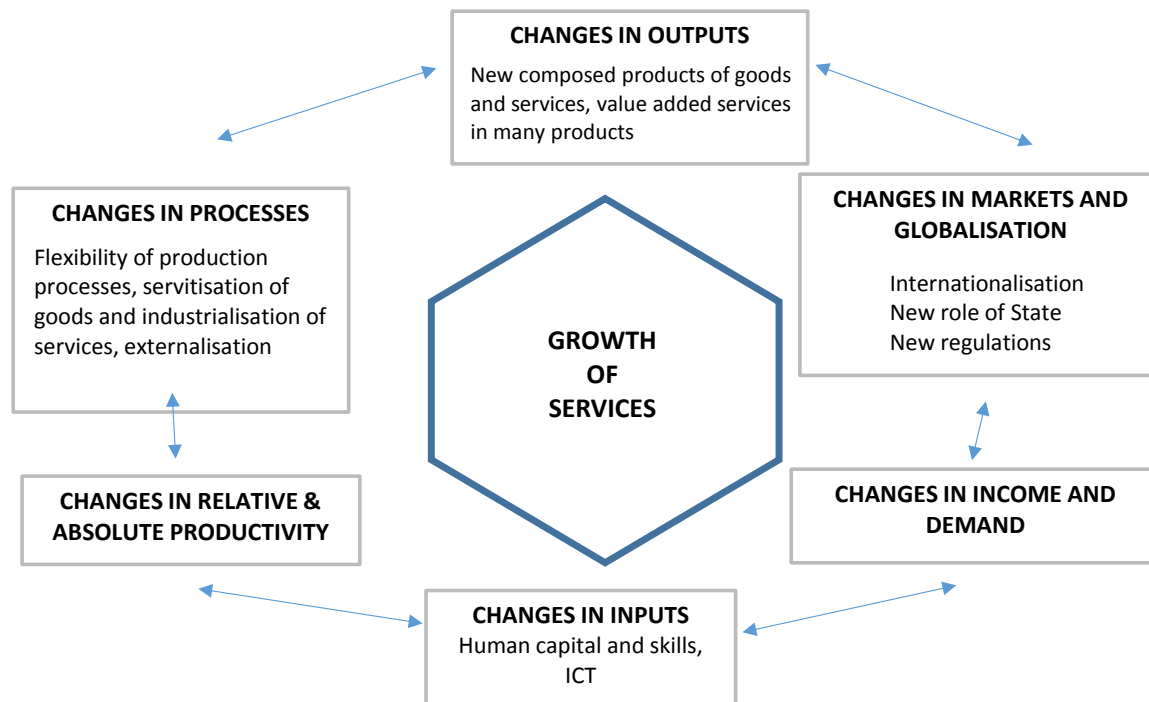 CHANGES IN OUTPUTS
New composed products of goods
and services, value added services
in many products
CHANGES IN PROCESSES
Flexibility of production
processes, servitisation of
goods and industrialisation of
services, externalisation
CHANGES IN MARKETS AND
GLOBALISATION
Internationalisation
New role of State
New regulations
GROWTH
OF
SERVICES
CHANGES IN RELATIVE &
ABSOLUTE PRODUCTIVITY
CHANGES IN INCOME AND
DEMAND
CHANGES IN INPUTS
Human capital and skills,
ICT